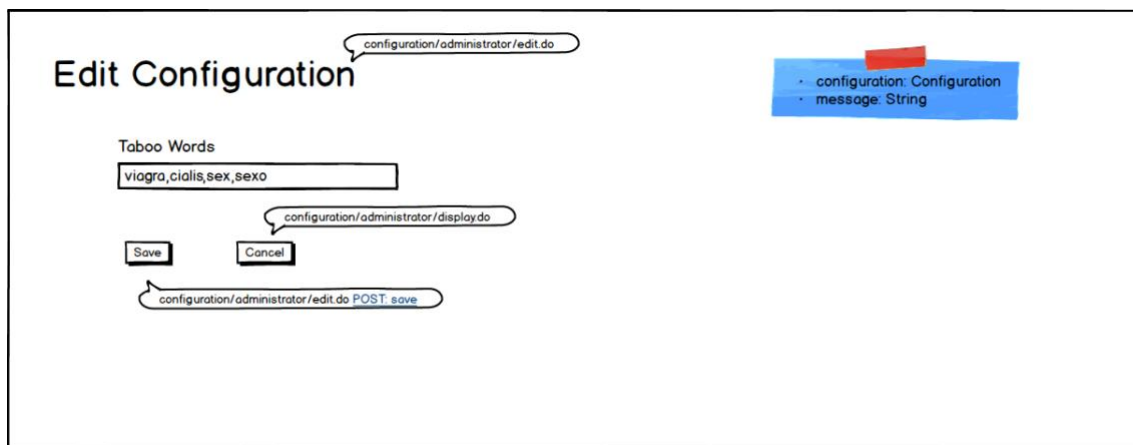 configuration/administrator/edit.do
Edit Configuration
· configuration: Configuration
· message: String
Taboo Words
viagra,cialis,sex,sexo
configuration/administrator/display.do
Save
Cancel
configuration/administrator/edit.do POST: save